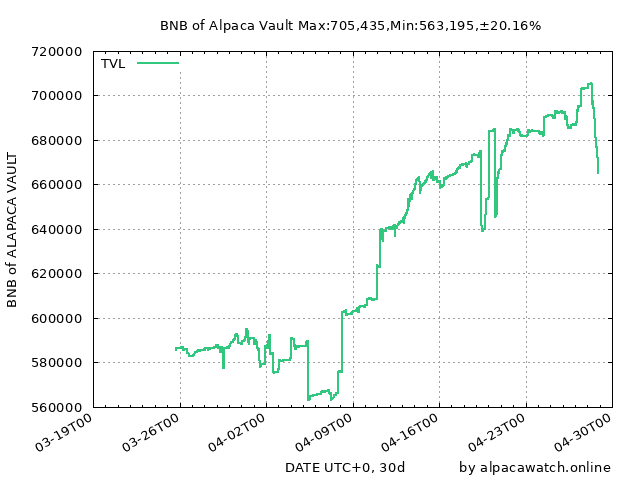 BNB of Alpaca Vault Max:705,435,Min:563,195,±20.16%
TVL
BNB of ALAPACA VAULT
720000
700000
680000
660000
640000
620000
600000
580000
560000
03-19T00
03-26T00
04-02T00
04-09T00
04-16T00
04-23T00
04-30T00
DATE UTC+0, 30d
by alpacawatch.online